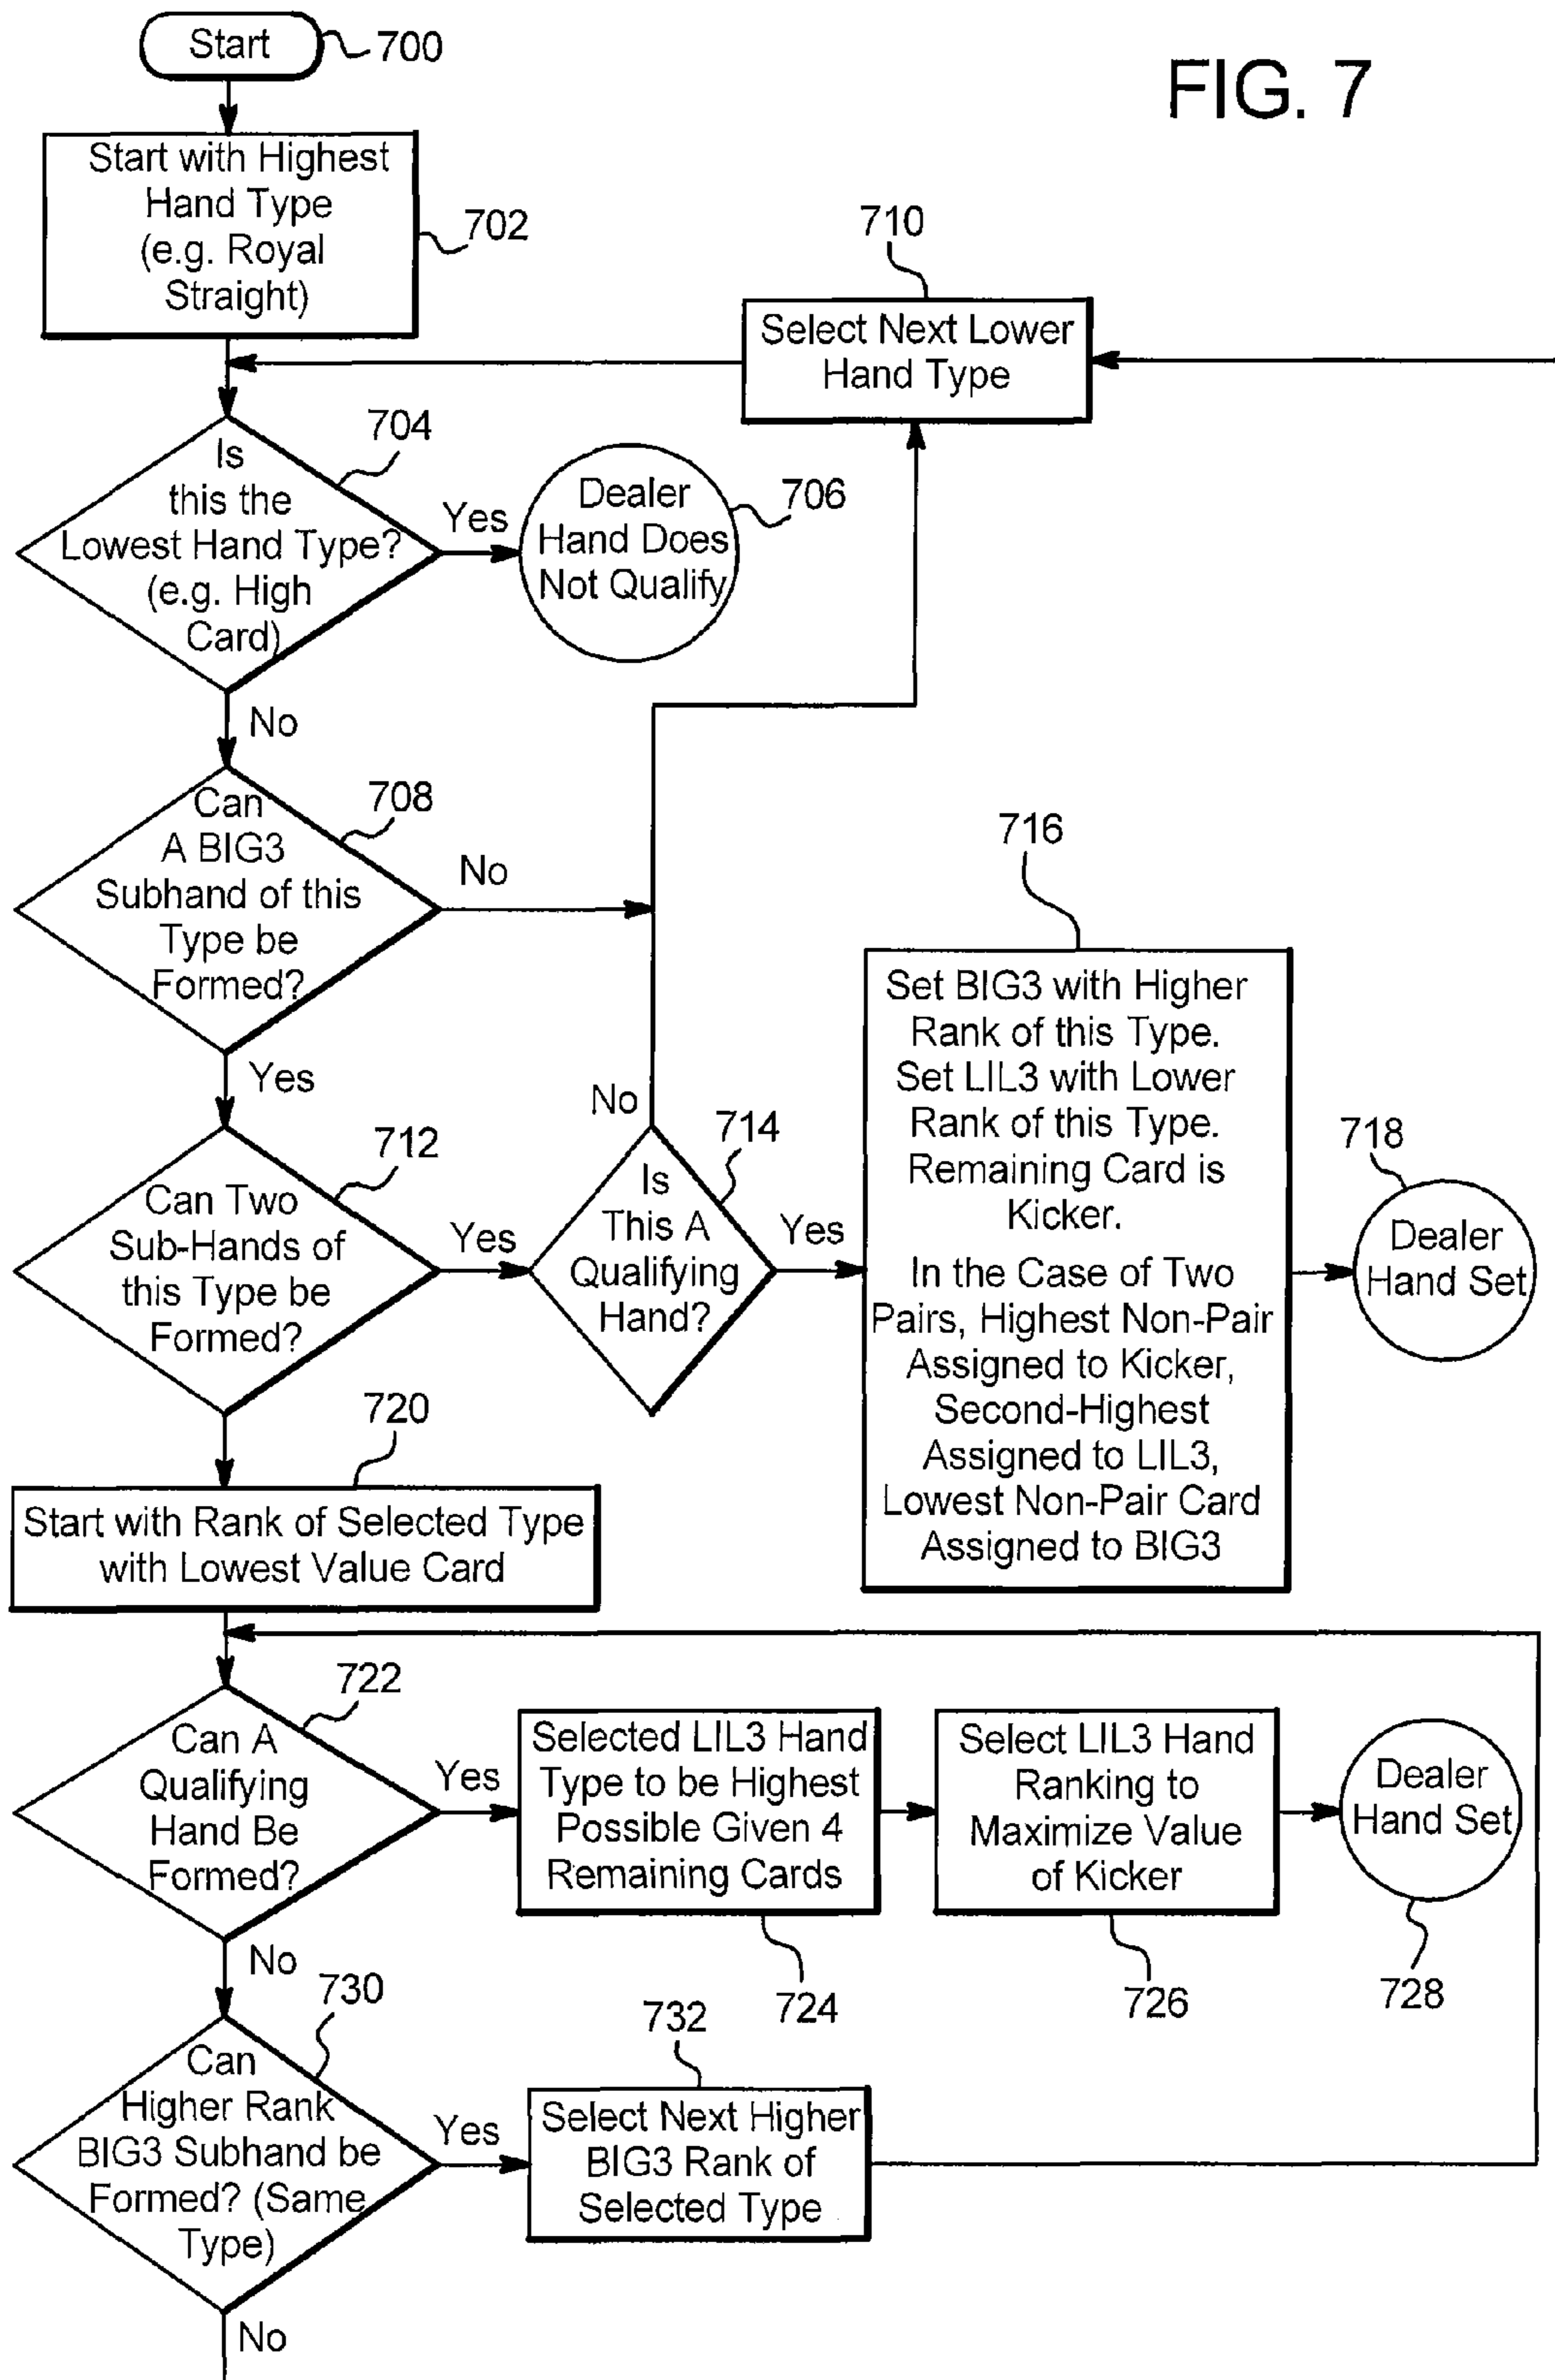 FIG. 7
Start
700
Start with Highest
Hand Type
(e.g. Royal
Straight)
702
710
Select Next Lower
Hand Type
704
Is
this the
Lowest Hand Type?
(e.g. High
Card)
Yes
Dealer
Hand Does
Not Qualify
706
No
708
Can
A BIG3
Subhand of this
Type be
Formed?
No
Yes
712
Can Two
Sub-Hands of
this Type be
Formed?
Yes
No
714
Is
This A
Qualifying
Hand?
Yes
716
Set BIG3 with Higher
Rank of this Type.
Set LIL3 with Lower
Rank of this Type.
Remaining Card is
Kicker.
In the Case of Two
Pairs, Highest Non-Pair
Assigned to Kicker,
Second-Highest
Assigned to LIL3,
Lowest Non-Pair Card
Assigned to BIG3
718
Dealer
Hand Set
720
Start with Rank of Selected Type
with Lowest Value Card
722
Can A
Qualifying
Hand Be
Formed?
Yes
Selected LIL3 Hand
Type to be Highest
Possible Given 4
Remaining Cards
724
Select LIL3 Hand
Ranking to
Maximize Value
of Kicker
726
Dealer
Hand Set
728
No
730
Can
Higher Rank
BIG3 Subhand be
Formed? (Same
Type)
Yes
732
Select Next Higher
BIG3 Rank of
Selected Type
No